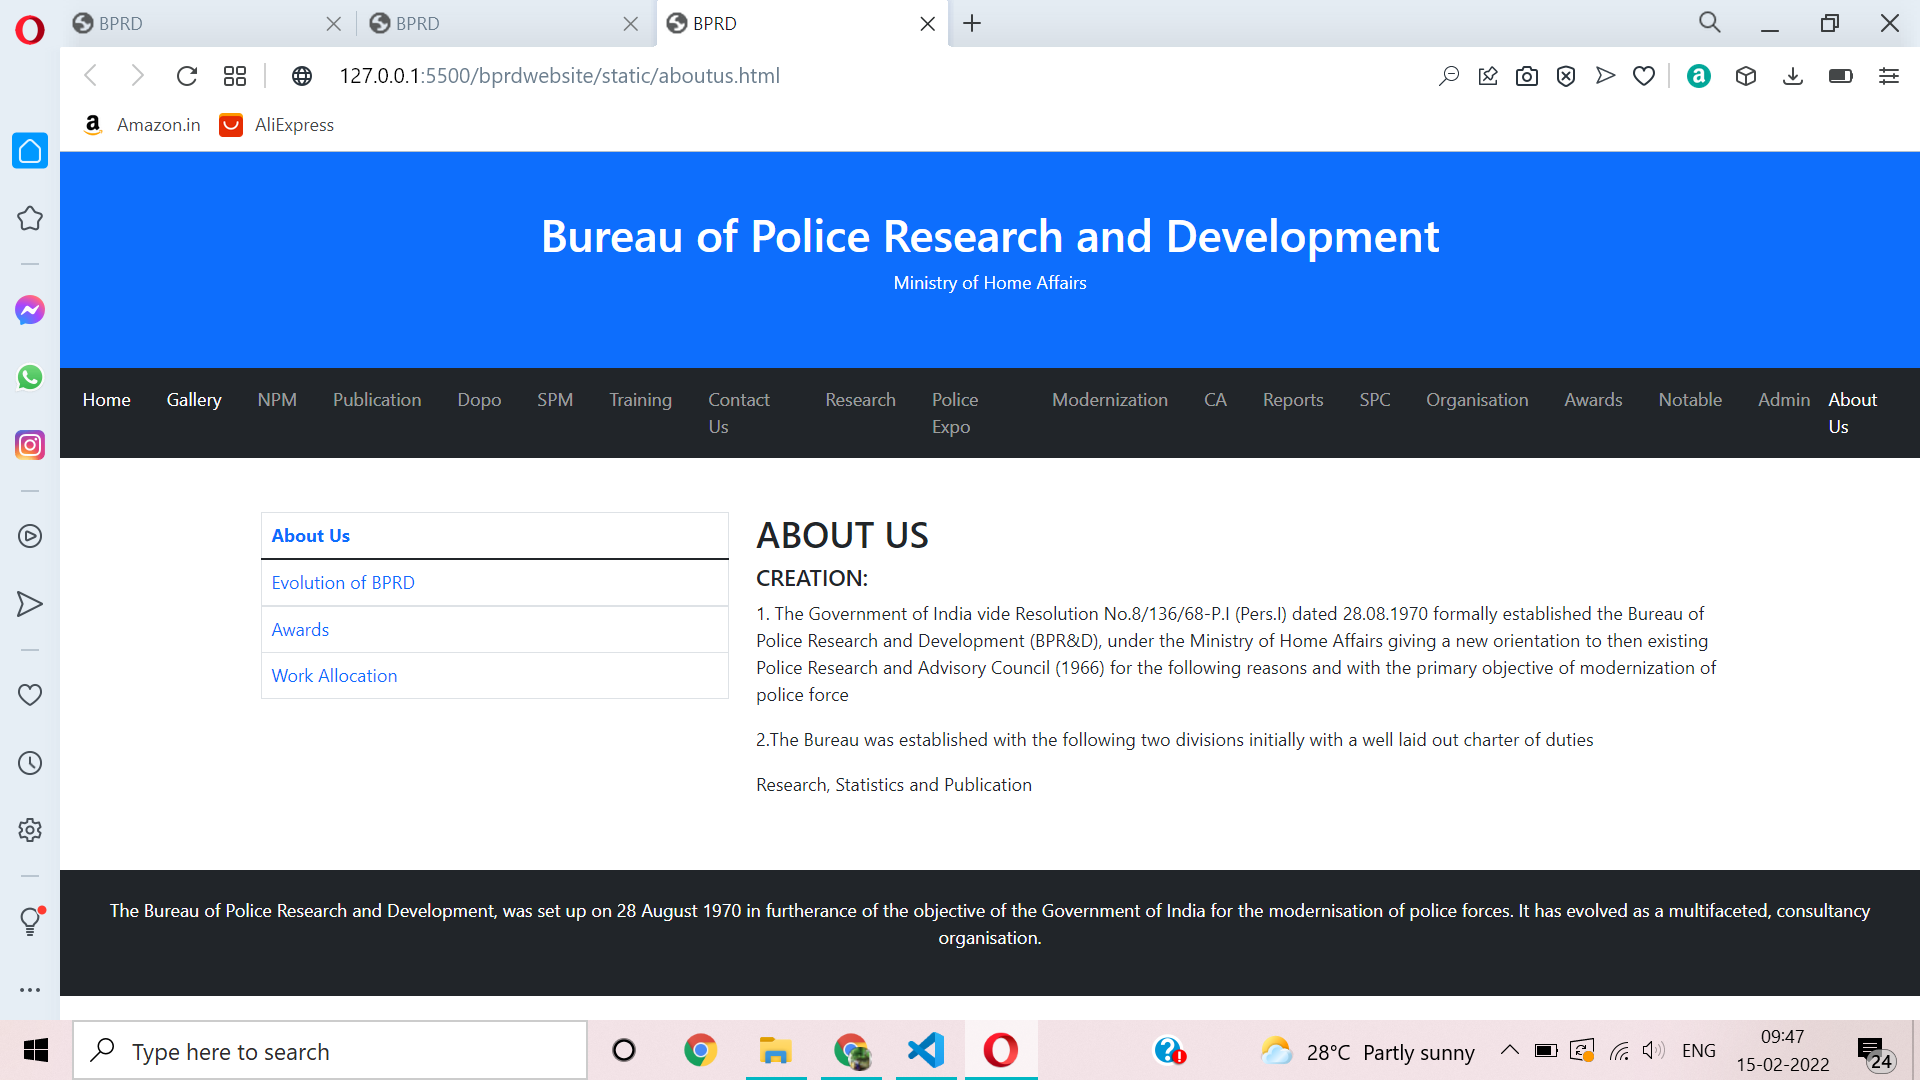 BPRD
BPRD
BPRD
127.0.0.1:5500/bprdwebsite/static/aboutus.html
a
a Amazon.in AliExpress
Bureau of Police Research and Development
Ministry of Home Affairs
Home Gallery NPM Publication Dopo SPM Training Contact Us Research Police Expo Modernization CA Reports SPC Organisation Awards Notable Admin About Us
About Us
Evolution of BPRD
Awards
Work Allocation
ABOUT US
CREATION:
1. The Government of India vide Resolution No.8/136/68-P.I (Pers.I) dated 28.08.1970 formally established the Bureau of
Police Research and Development (BPR&D), under the Ministry of Home Affairs giving a new orientation to then existing
Police Research and Advisory Council (1966) for the following reasons and with the primary objective of modernization of
police force
2.The Bureau was established with the following two divisions initially with a well laid out charter of duties
Research, Statistics and Publication
The Bureau of Police Research and Development, was set up on 28 August 1970 in furtherance of the objective of the Government of India for the modernisation of police forces. It has evolved as a multifaceted, consultancy
organisation.
Type here to search
28°C Partly sunny
ENG
09:47
15-02-2022
24